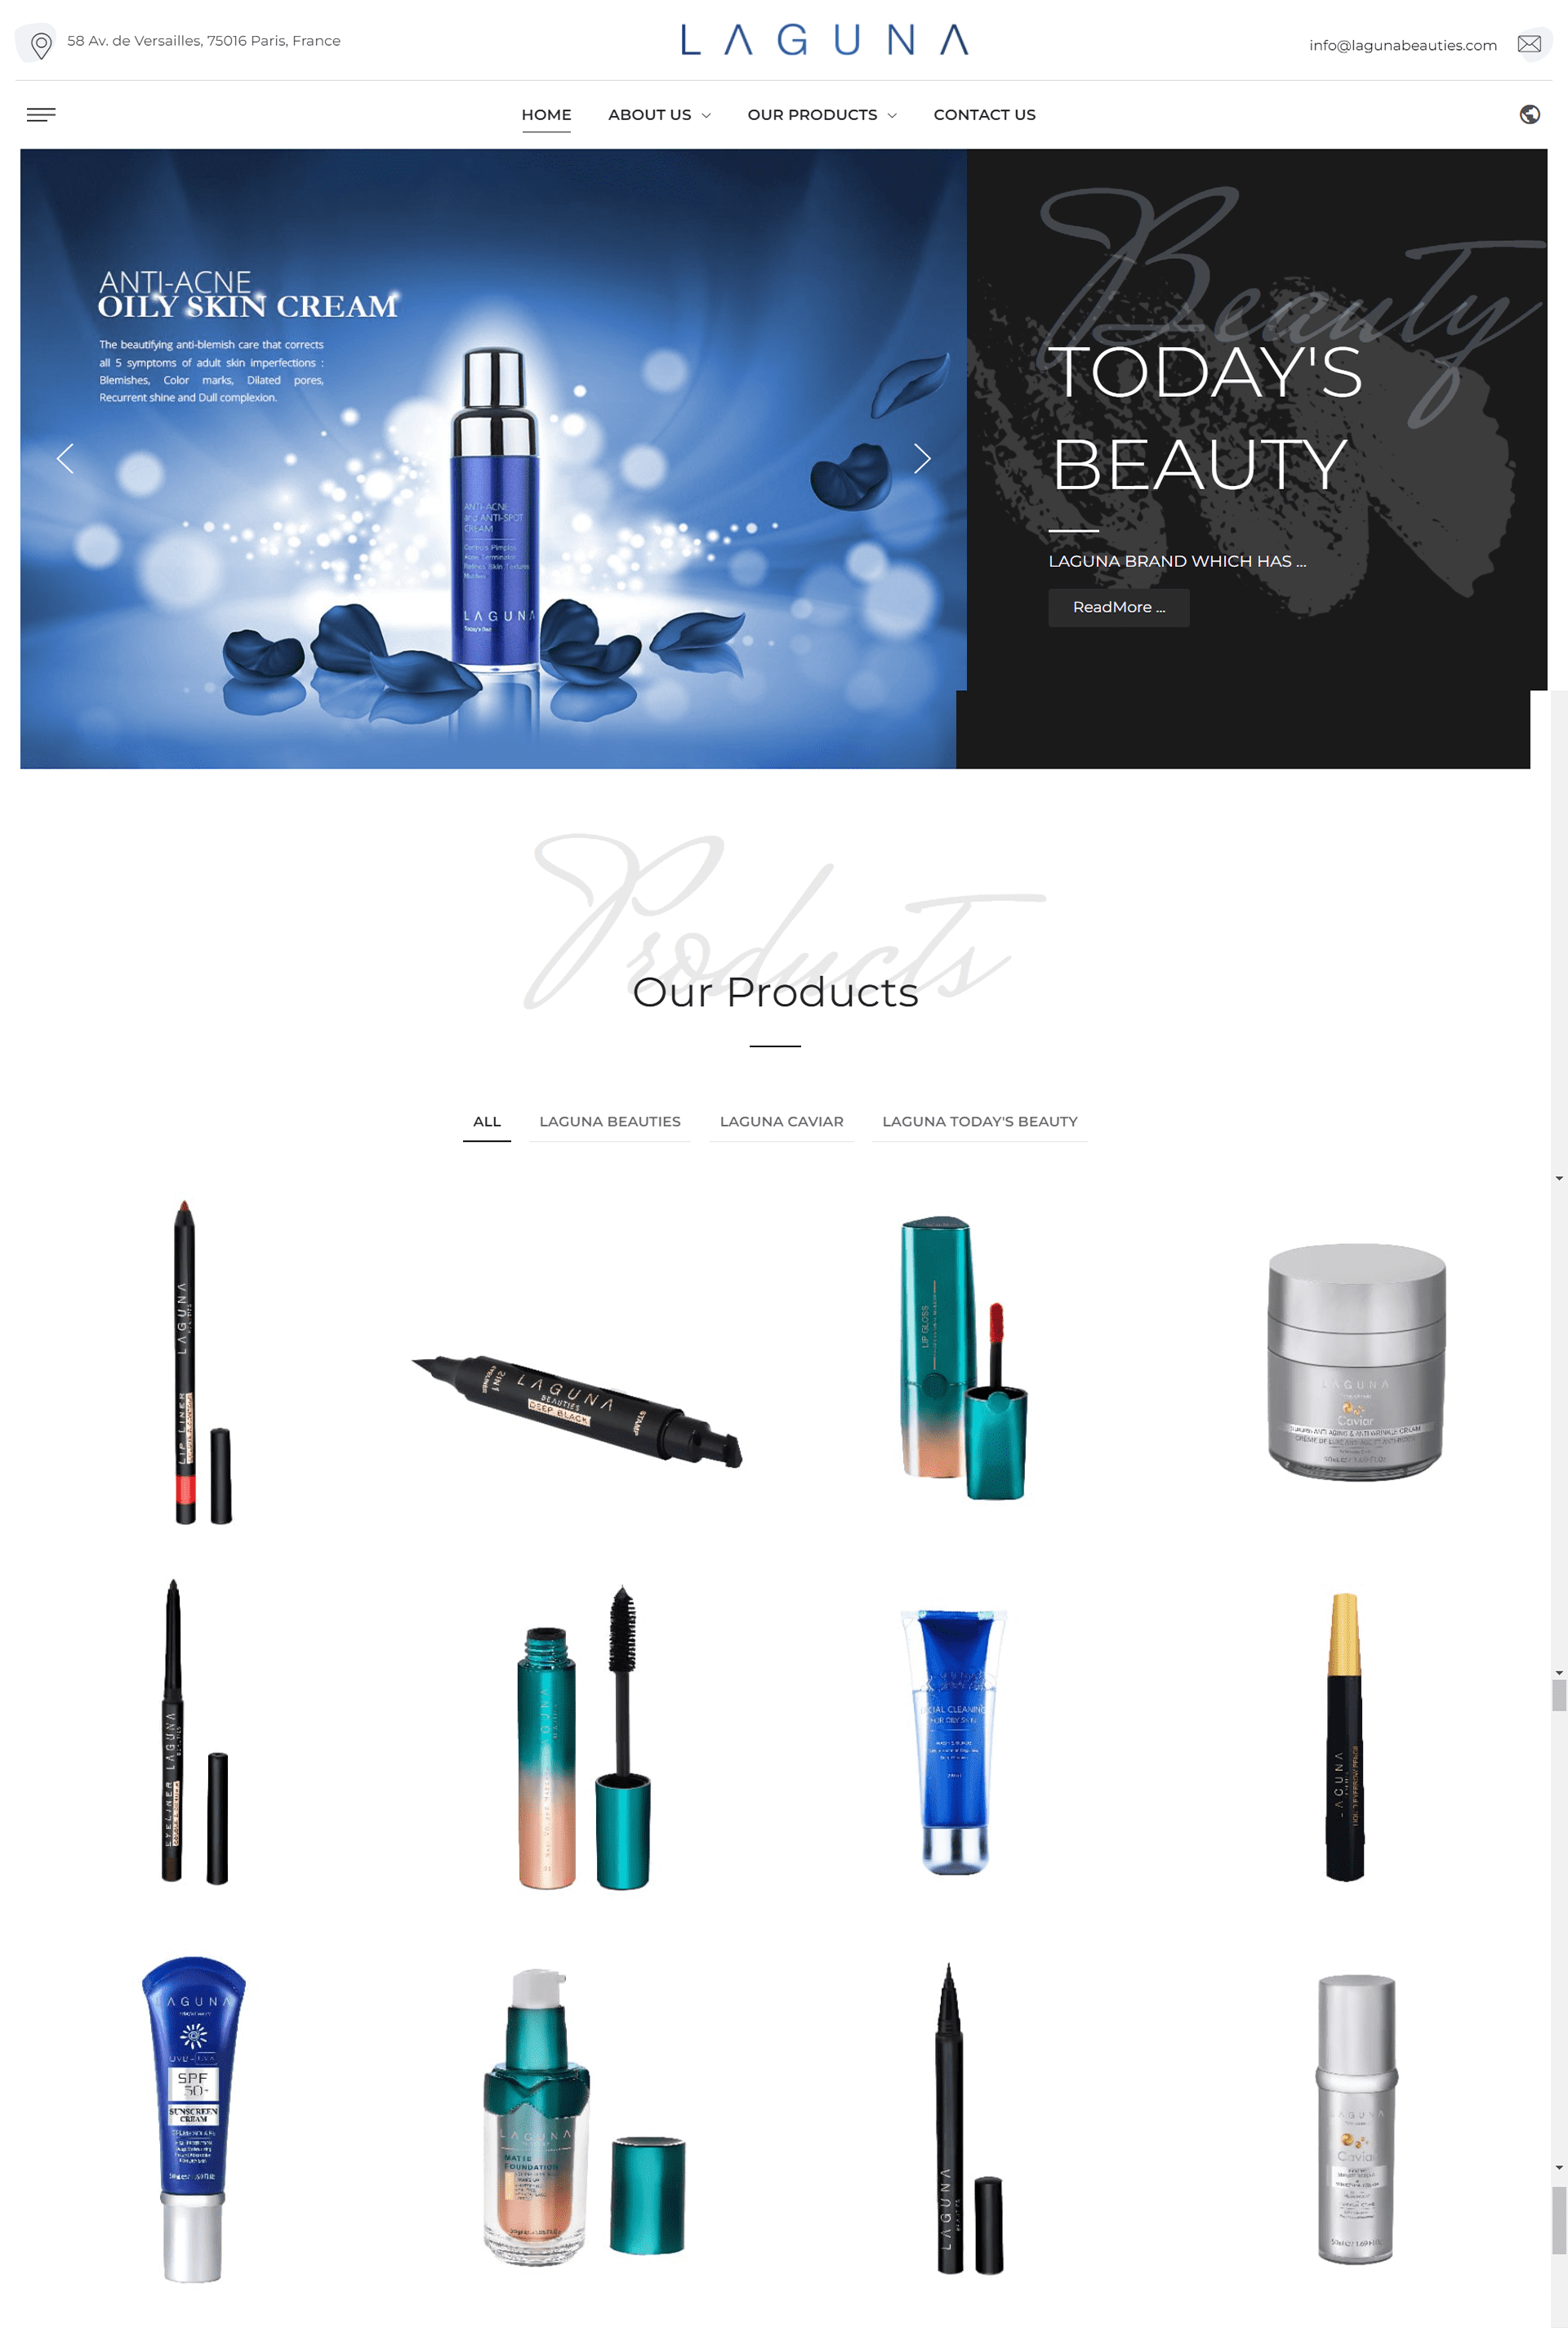 58 Av. de Versailles, 75016 Paris, France
LAGUNA
info@lagunabeauties.com
HOME
ABOUT US
OUR PRODUCTS
CONTACT US
ANTI-ACNE
OILY SKIN CREAM
The beautifying anti-blemish care that corrects
all 5 symptoms of adult skin imperfections :
Blemishes, Color marks, Dilated pores,
Recurrent shine and Dull complexion.
ANTI-ACNE
and ANTI-SPOT
CREAM
LAGUNA
Beauty
TODAY'S
BEAUTY
LAGUNA BRAND WHICH HAS ...
ReadMore ...
Products
Our Products
ALL
LAGUNA BEAUTIES
LAGUNA CAVIAR
LAGUNA TODAY'S BEAUTY
LAGUNA
LIP LINER
2IN1
EYELINER
LAGUNA
BEAUTIES
DEEP BLACK
STAMP
LIP GLOSS
LAGUNA
Caviar
LAGUNA
EYELINER
LAGUNA
CIAL CLEANING
FOR OILY SKIN
LAGUNA
LAGUNA
SPF
50+
SUNSCREEN
CREAM
LAGUNA
MATTE
FOUNDATION
LAGUNA
LAGUNA
Caviar